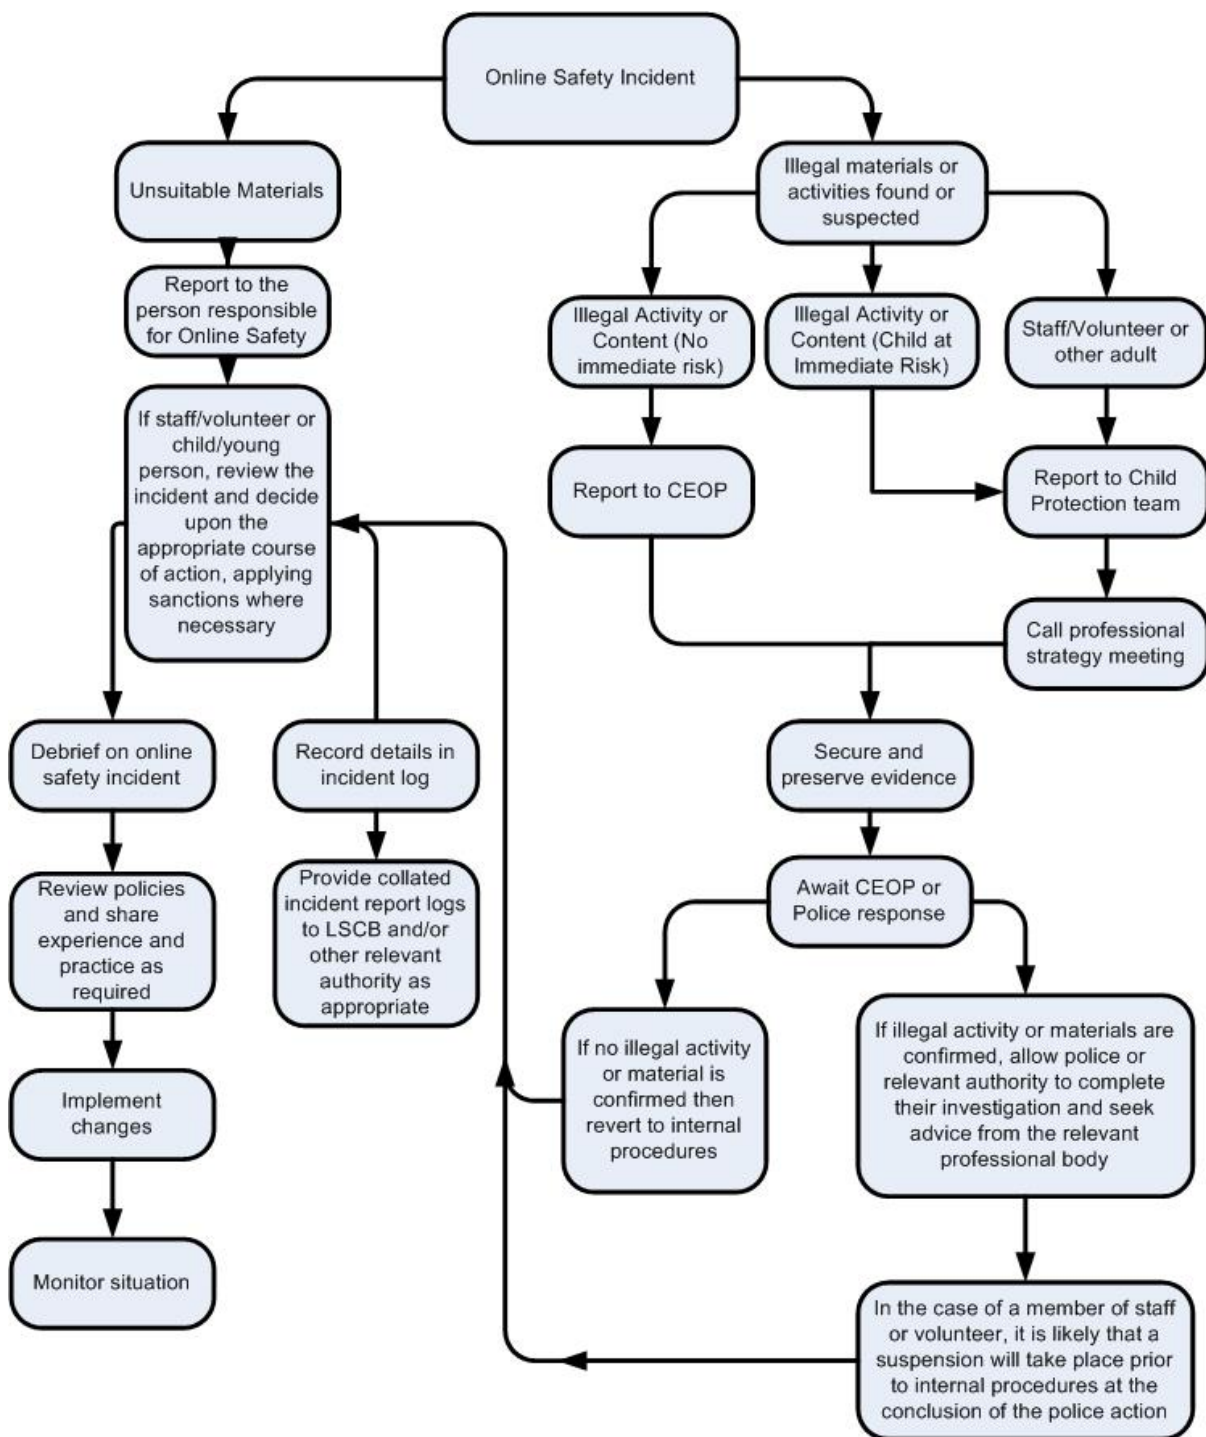 Online Safety Incident
Unsuitable Materials
Report to the
person responsible
for Online Safety
If staff/volunteer or
child/young
person, review the
incident and decide
upon the
appropriate course
of action, applying
sanctions where
necessary
Debrief on online
safety incident
Review policies
and share
experience and
practice as
required
Implement
changes
Monitor situation
Record details in
incident log
Provide collated
incident report logs
to LSCB and/or
other relevant
authority as
appropriate
Illegal materials or
activities found or
suspected
Illegal Activity or
Content (No
immediate risk)
Illegal Activity or
Content (Child at
Immediate Risk)
Staff/Volunteer or
other adult
Report to CEOP
Report to Child
Protection team
Call professional
strategy meeting
Secure and
preserve evidence
Await CEOP or
Police response
If no illegal activity
or material is
confirmed then
revert to internal
procedures
If illegal activity or materials are
confirmed, allow police or
relevant authority to complete
their investigation and seek
advice from the relevant
professional body
In the case of a member of staff
or volunteer, it is likely that a
suspension will take place prior
to internal procedures at the
conclusion of the police action